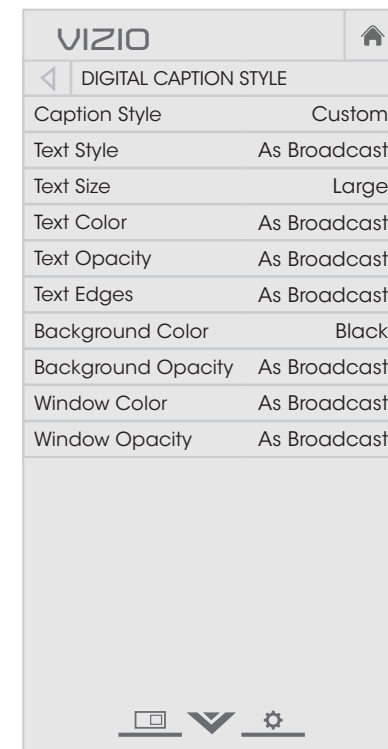 VIZIO
DIGITAL CAPTION STYLE
Caption Style Custom
Text Style As Broadcast
Text Size Large
Text Color As Broadcast
Text Opacity As Broadcast
Text Edges As Broadcast
Background Color Black
Background Opacity As Broadcast
Window Color As Broadcast
Window Opacity As Broadcast